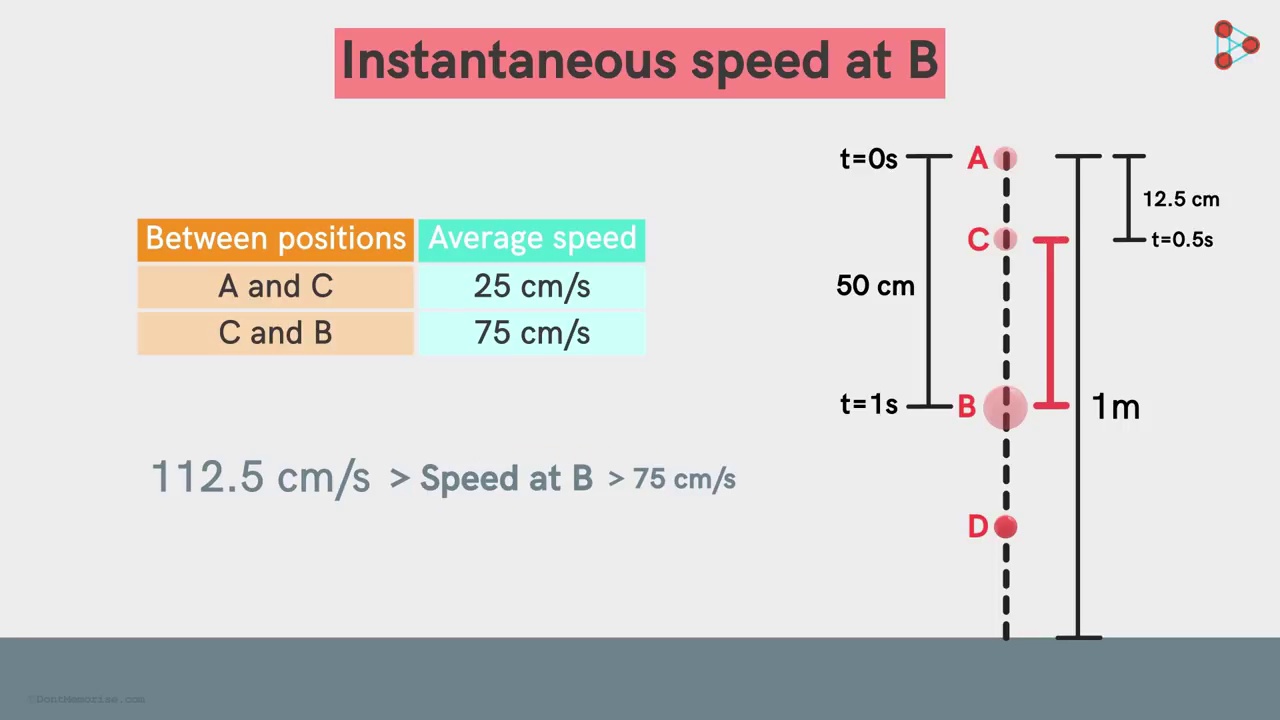 Instantaneous speed at B
Between positions Average speed
A and C 25 cm/s
C and B 75 cm/s
112.5 cm/s > Speed at B > 75 cm/s
t=0s A
12.5 cm
C t=0.5s
50 cm
t=1s B 1m
D
©DontMemorise.com